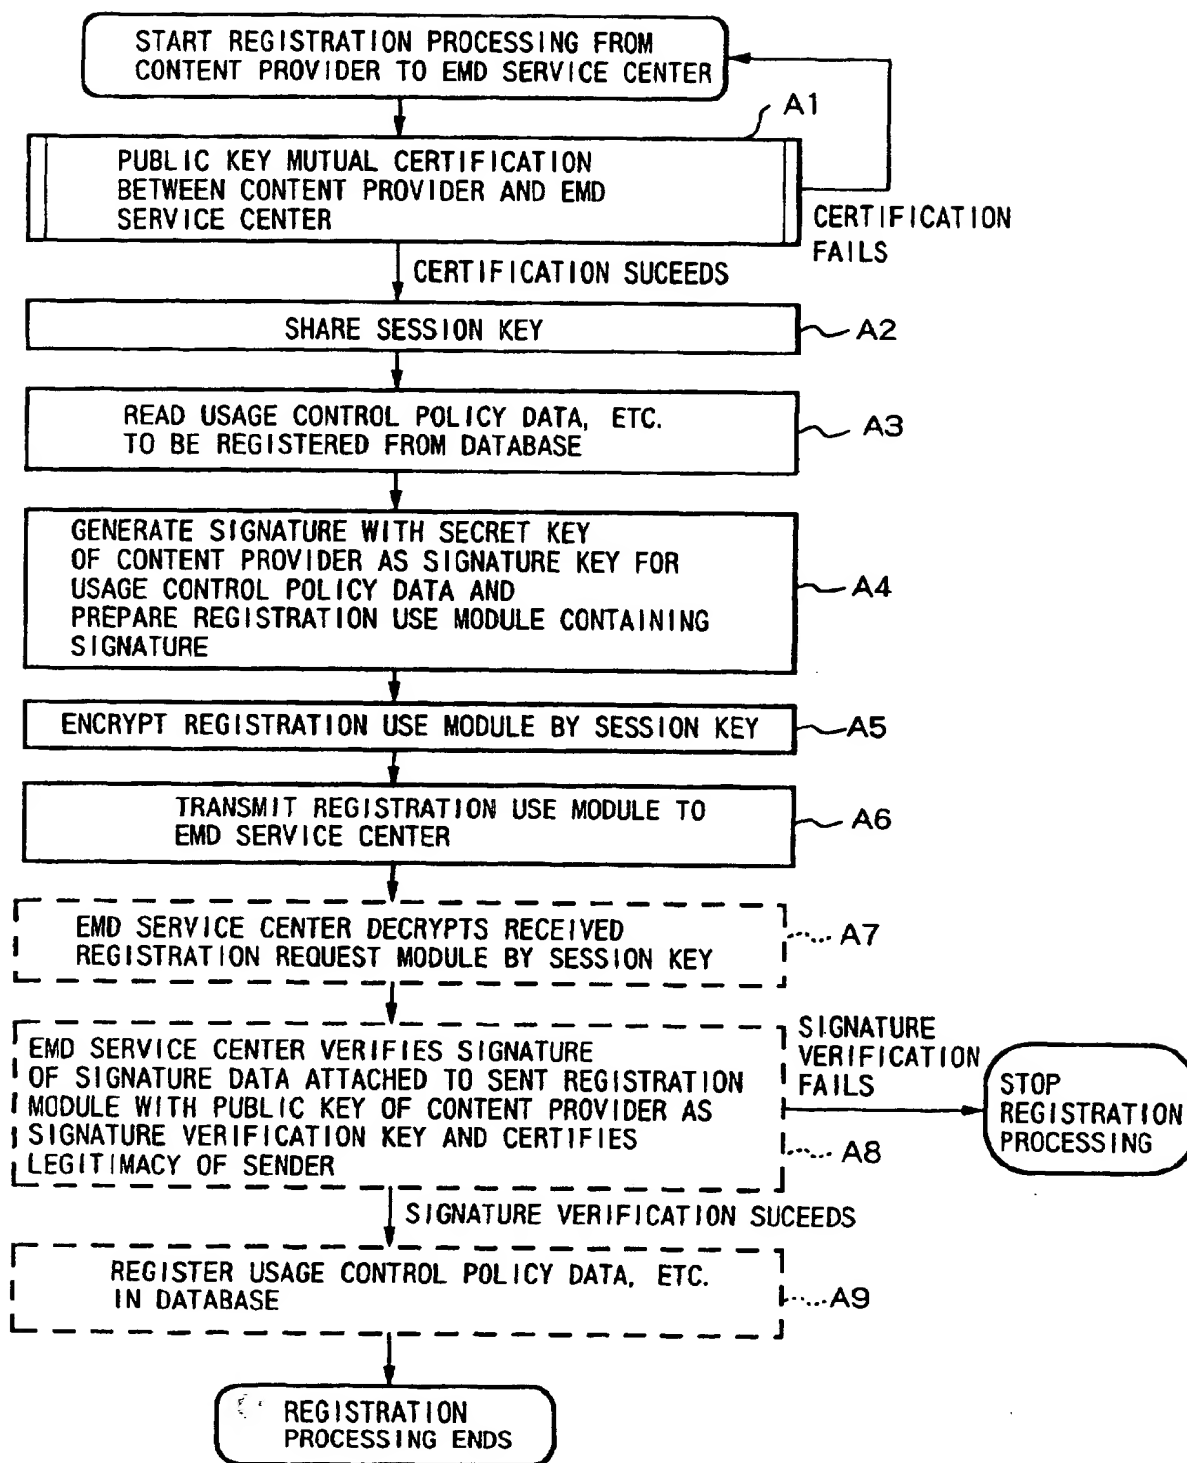 START REGISTRATION PROCESSING FROM
CONTENT PROVIDER TO EMD SERVICE CENTER
A1
PUBLIC KEY MUTUAL CERTIFICATION
BETWEEN CONTENT PROVIDER AND EMD
SERVICE CENTER
CERTIFICATION
FAILS
CERTIFICATION SUCEEDS
SHARE SESSION KEY
A2
READ USAGE CONTROL POLICY DATA, ETC.
TO BE REGISTERED FROM DATABASE
A3
GENERATE SIGNATURE WITH SECRET KEY
OF CONTENT PROVIDER AS SIGNATURE KEY FOR
USAGE CONTROL POLICY DATA AND
PREPARE REGISTRATION USE MODULE CONTAINING
SIGNATURE
A4
ENCRYPT REGISTRATION USE MODULE BY SESSION KEY
A5
TRANSMIT REGISTRATION USE MODULE TO
EMD SERVICE CENTER
A6
EMD SERVICE CENTER DECRYPTS RECEIVED
REGISTRATION REQUEST MODULE BY SESSION KEY
A7
EMD SERVICE CENTER VERIFIES SIGNATURE
OF SIGNATURE DATA ATTACHED TO SENT REGISTRATION
MODULE WITH PUBLIC KEY OF CONTENT PROVIDER AS
SIGNATURE VERIFICATION KEY AND CERTIFIES
LEGITIMACY OF SENDER
A8
SIGNATURE
VERIFICATION
FAILS
STOP
REGISTRATION
PROCESSING
SIGNATURE VERIFICATION SUCEEDS
REGISTER USAGE CONTROL POLICY DATA, ETC.
IN DATABASE
A9
REGISTRATION
PROCESSING ENDS